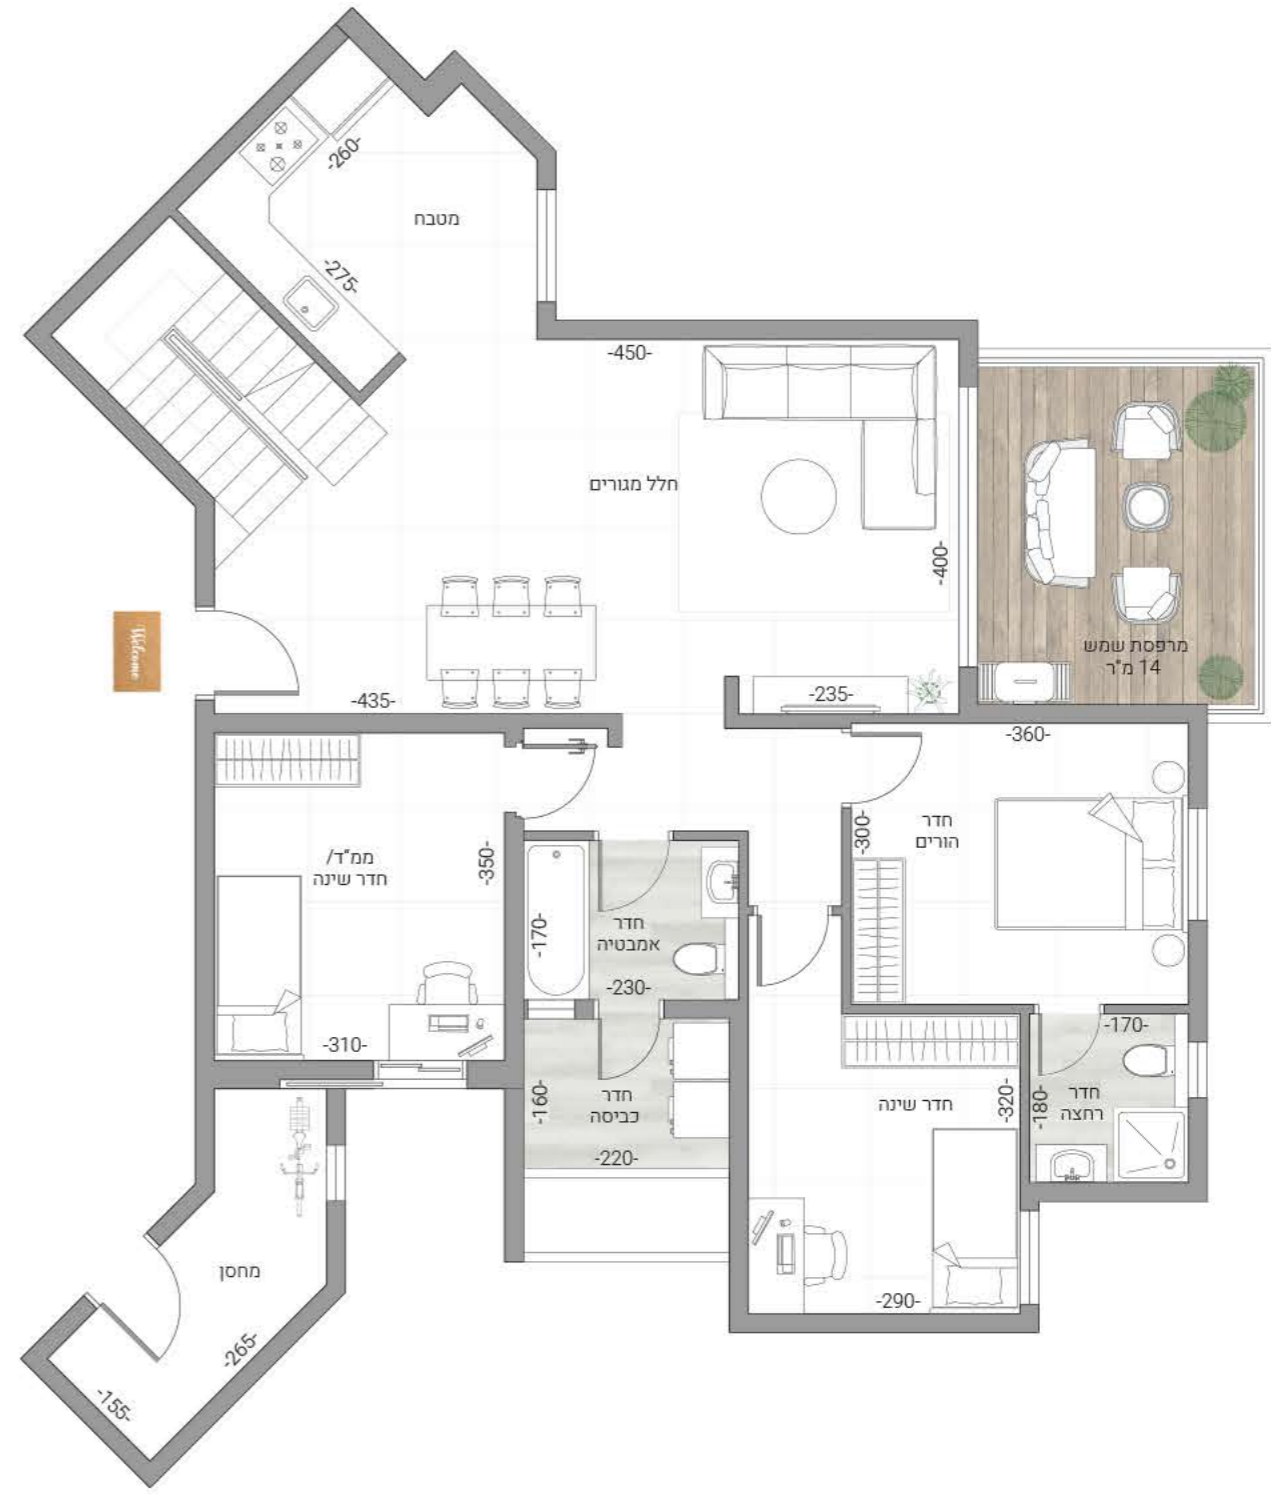 -260-
מטבח
-275-
-450-
חלל מגורים
-400-
Welcome
מרפסת שמש
14 מ"ר
-435-
-235-
-360-
חדר
הורים
-300-
ממ"ד/
חדר שינה
-350-
-170-
חדר
אמבטיה
-230-
-310-
-170-
חדר
רחצה
-180-
-160-
חדר
כביסה
-220-
חדר שינה
-320-
-290-
מחסן
-265-
-155-